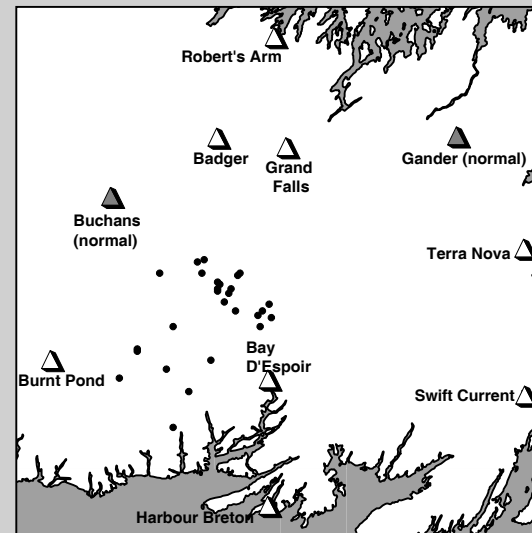 Robert's Arm
Badger
Grand
Falls
Gander (normal)
Buchans
(normal)
Terra Nova
Bay
D'Espoir
Burnt Pond
Swift Current
Harbour Breton